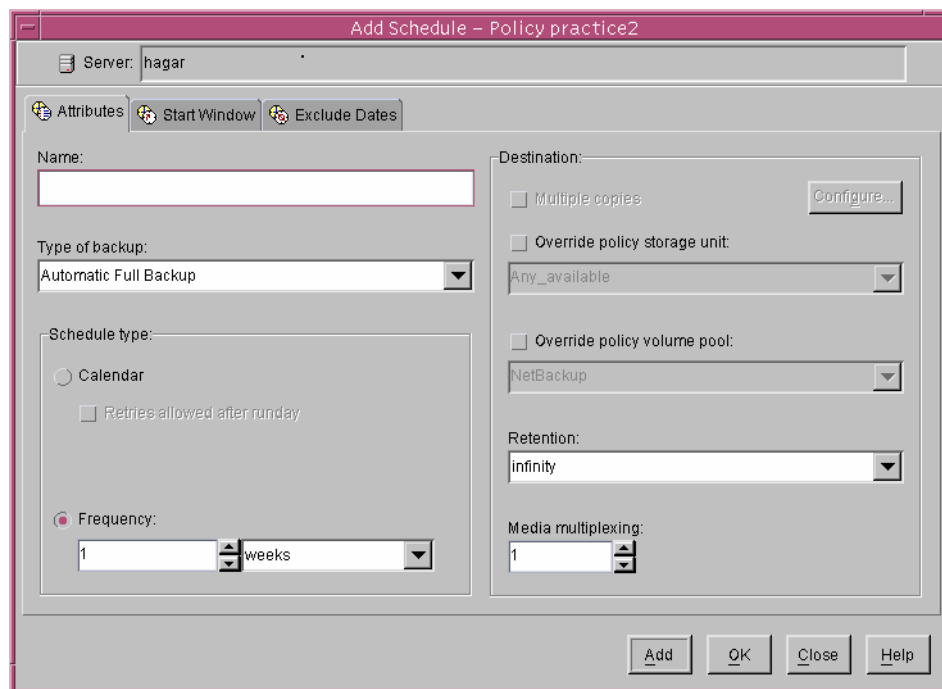 Add Schedule – Policy practice2
Server: hagar
Attributes
Start Window
Exclude Dates
Name:
Type of backup:
Automatic Full Backup
Schedule type:
Calendar
Retries allowed after runday
Frequency:
1 weeks
Destination:
Multiple copies
Configure...
Override policy storage unit:
Any_available
Override policy volume pool:
NetBackup
Retention:
infinity
Media multiplexing:
1
Add
OK
Close
Help